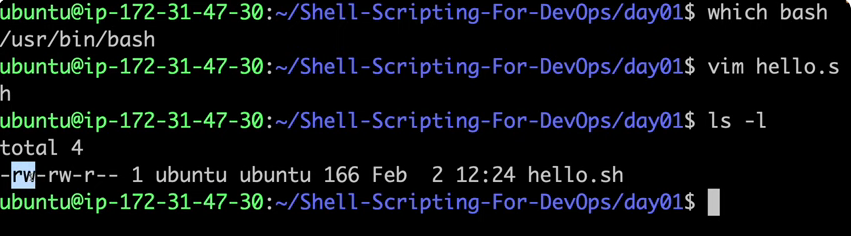 ubuntu@ip-172-31-47-30:~/Shell-Scripting-For-DevOps/day01$ which bash
/usr/bin/bash
ubuntu@ip-172-31-47-30:~/Shell-Scripting-For-DevOps/day01$ vim hello.s
h
ubuntu@ip-172-31-47-30:~/Shell-Scripting-For-DevOps/day01$ ls -l
total 4
-rw-rw-r-- 1 ubuntu ubuntu 166 Feb  2 12:24 hello.sh
ubuntu@ip-172-31-47-30:~/Shell-Scripting-For-DevOps/day01$